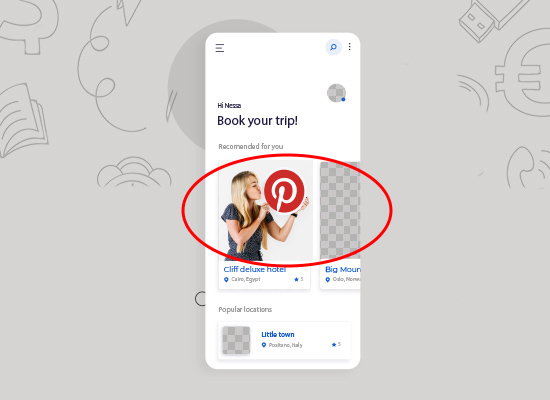 Hi Nessa
Book your trip!
Recomended for you
Cliff deluxe hotel
Big Moun
Cairo, Egypt
★ 5
Oslo, Norwa
Popular locations
Little town
Positano, Italy
★ 5